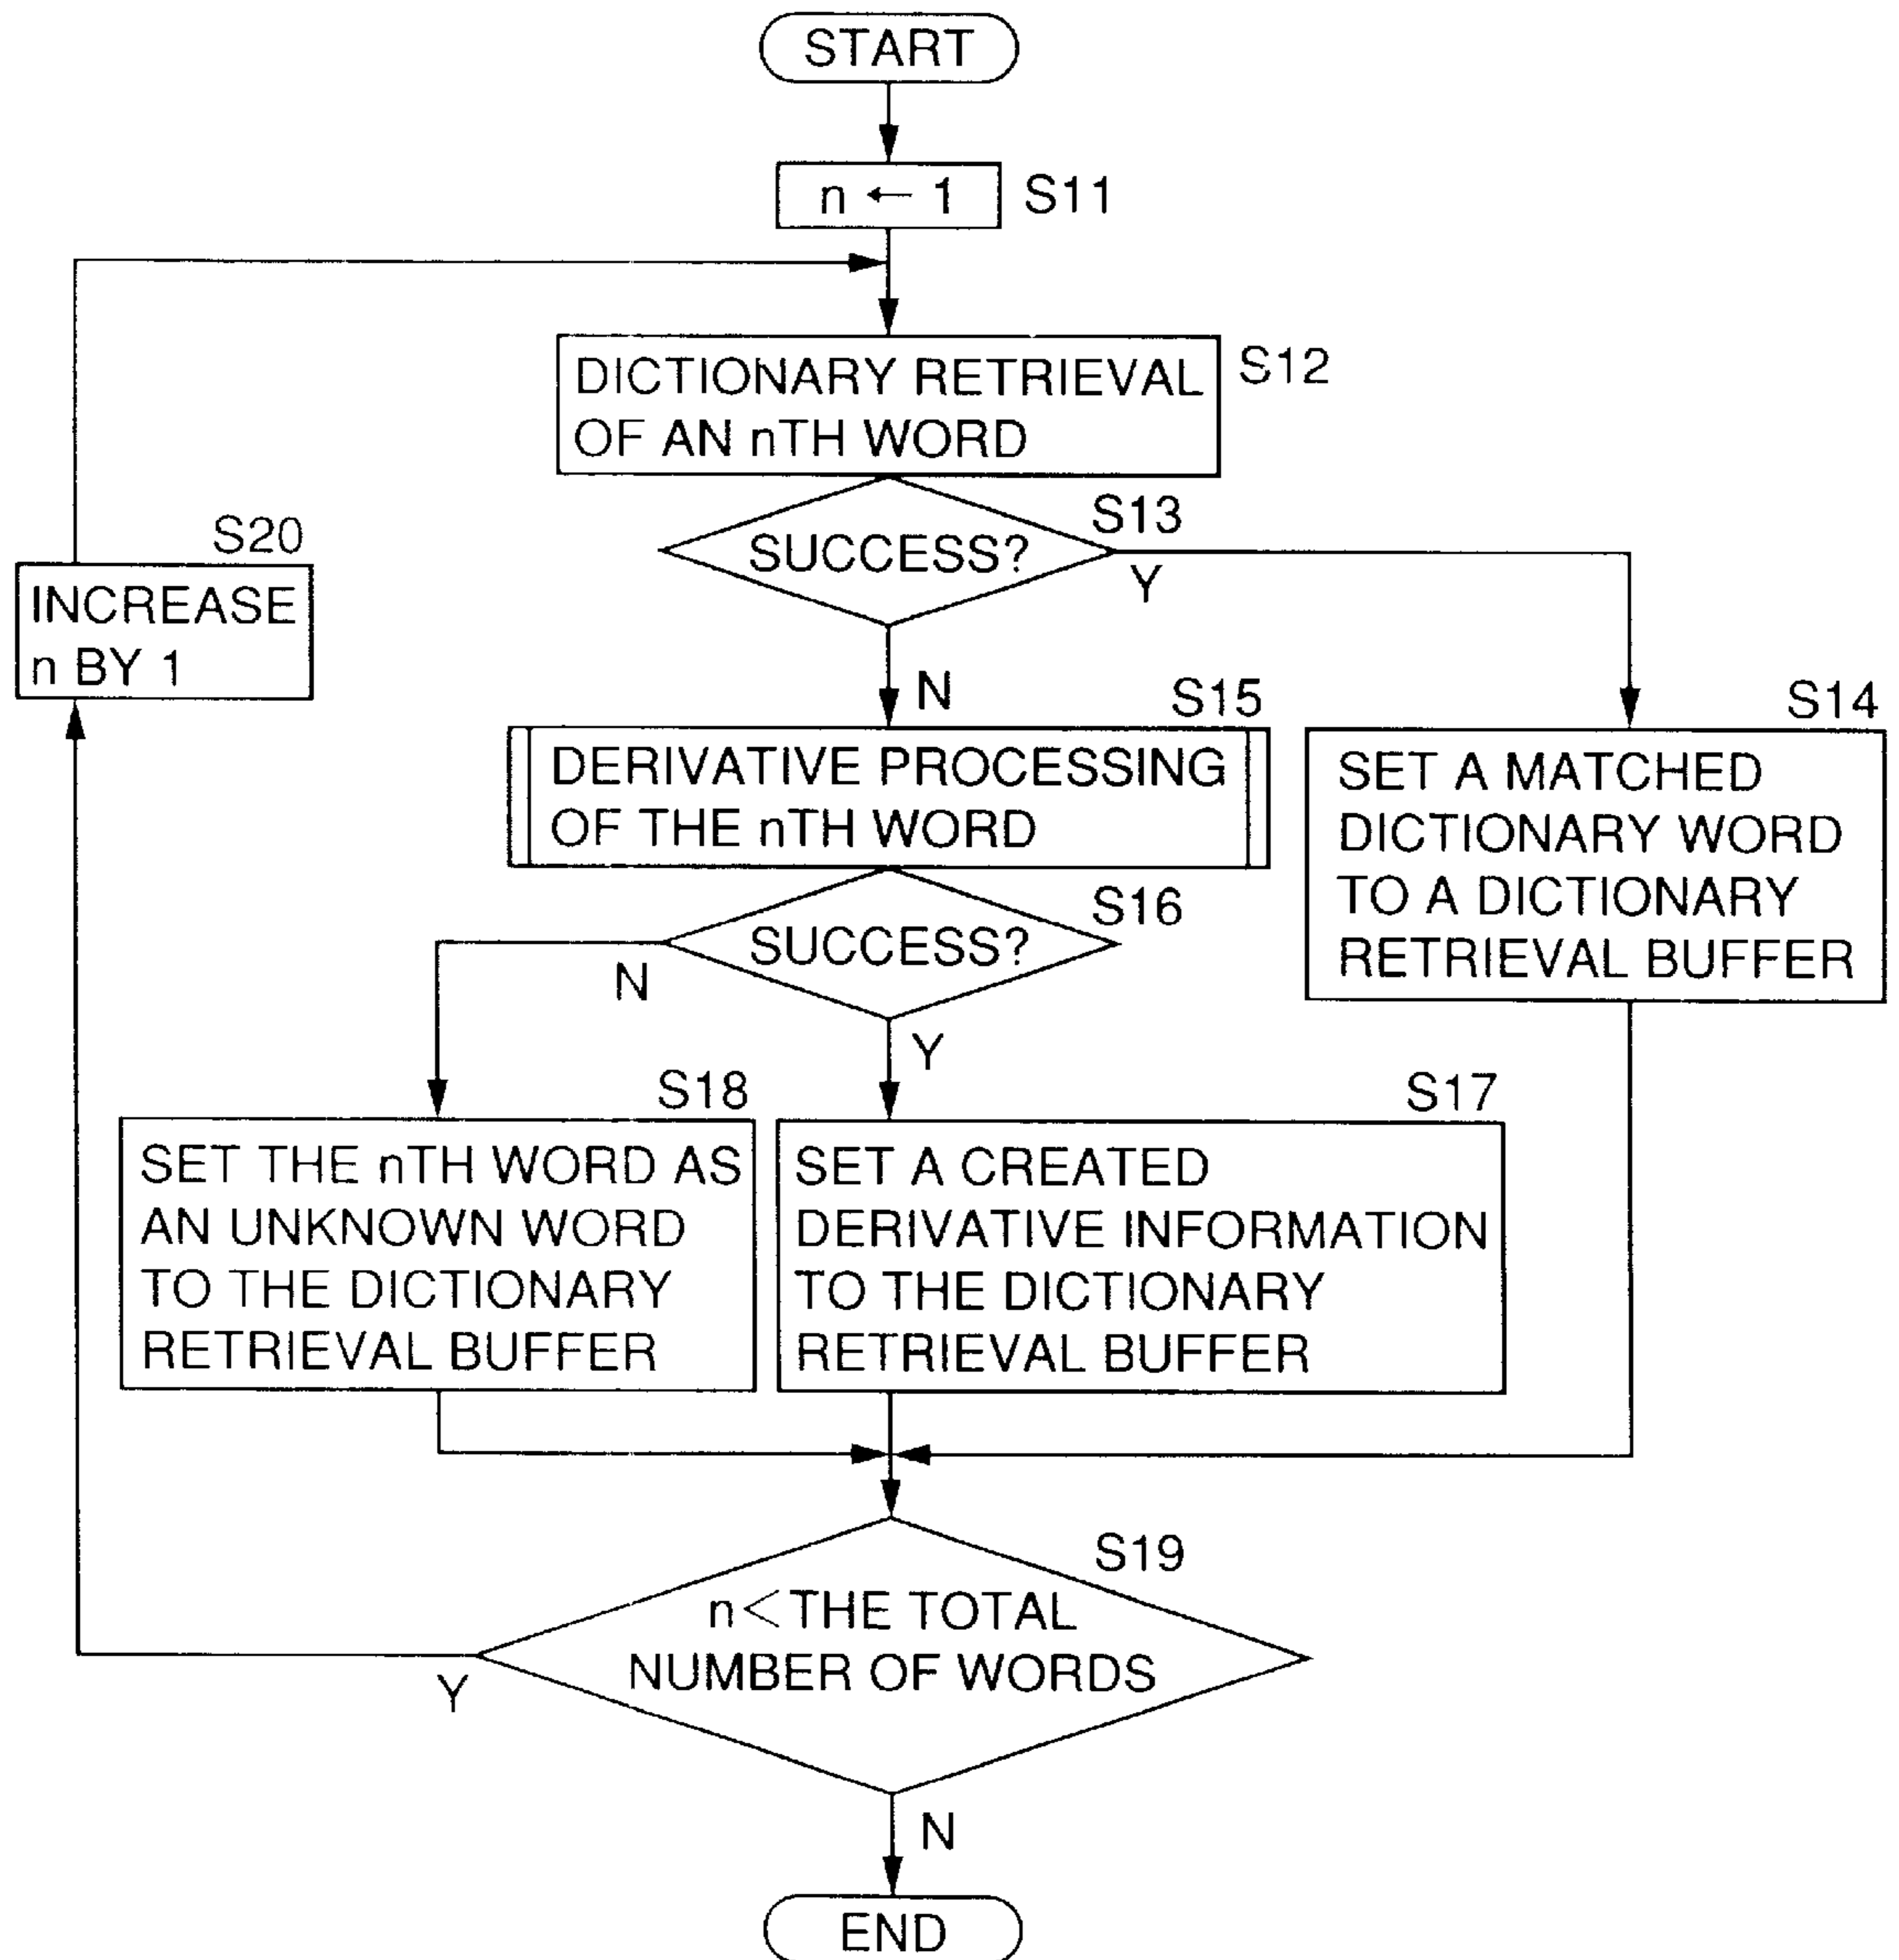 START
n ← 1
S11
DICTIONARY RETRIEVAL
OF AN nTH WORD
S12
SUCCESS?
S13
Y
N
S20
INCREASE
n BY 1
S15
DERIVATIVE PROCESSING
OF THE nTH WORD
S14
SET A MATCHED
DICTIONARY WORD
TO A DICTIONARY
RETRIEVAL BUFFER
SUCCESS?
S16
N
Y
S18
SET THE nTH WORD AS
AN UNKNOWN WORD
TO THE DICTIONARY
RETRIEVAL BUFFER
S17
SET A CREATED
DERIVATIVE INFORMATION
TO THE DICTIONARY
RETRIEVAL BUFFER
S19
n<THE TOTAL
NUMBER OF WORDS
Y
N
END